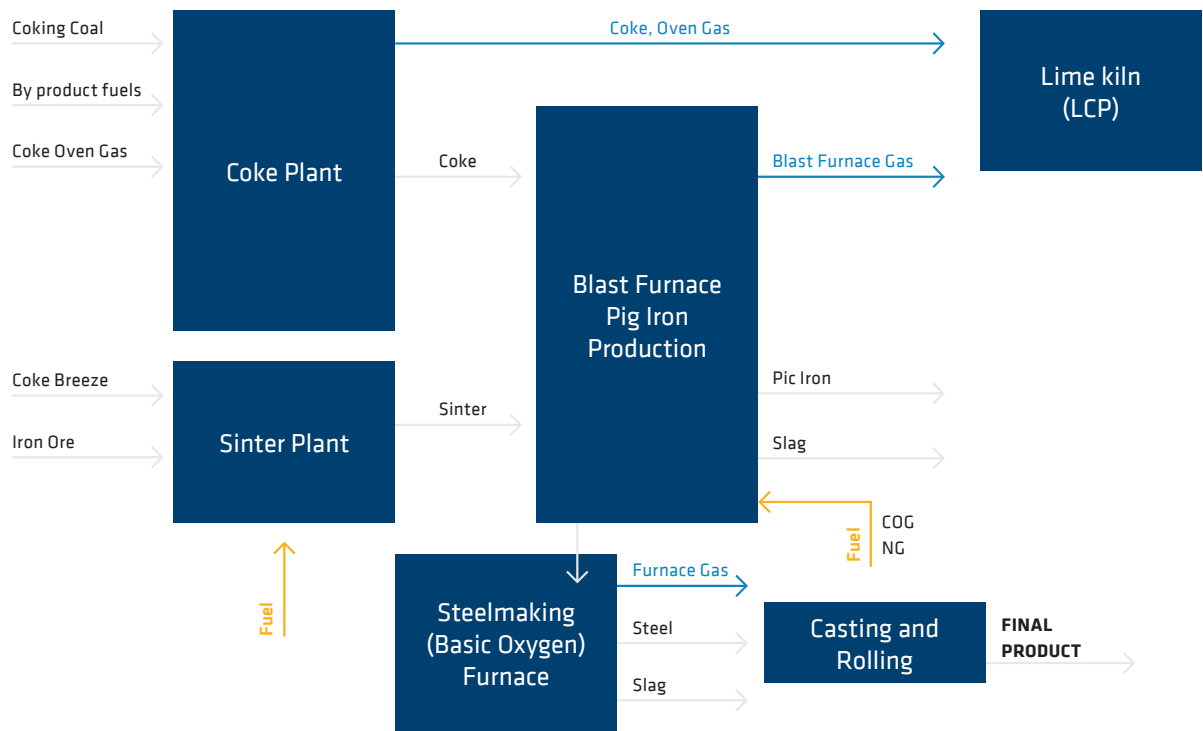 Coking Coal
By product fuels
Coke Oven Gas
Coke Plant
Coke, Oven Gas
Lime kiln
(LCP)
Coke
Blast Furnace Gas
Blast Furnace
Pig Iron
Production
Coke Breeze
Iron Ore
Sinter Plant
Sinter
Pic Iron
Slag
Fuel
COG
NG
Fuel
Steelmaking
(Basic Oxygen)
Furnace
Furnace Gas
Steel
Slag
Casting and
Rolling
FINAL
PRODUCT